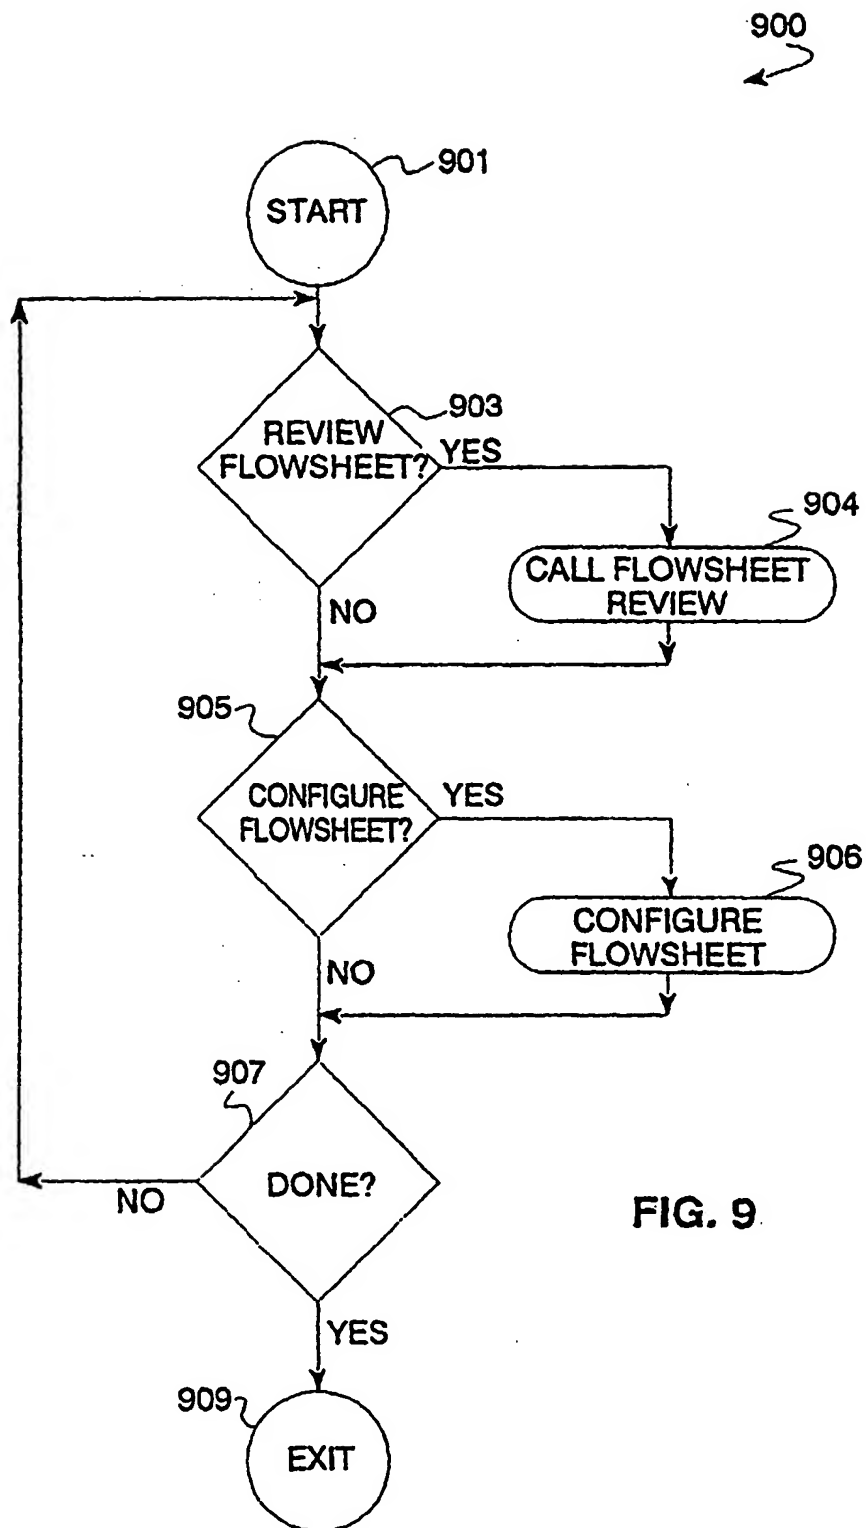 900
901
START
903
REVIEW
FLOWSHEET?
YES
904
CALL FLOWSHEET
REVIEW
NO
905
CONFIGURE
FLOWSHEET?
YES
906
CONFIGURE
FLOWSHEET
NO
907
DONE?
NO
FIG. 9
YES
909
EXIT